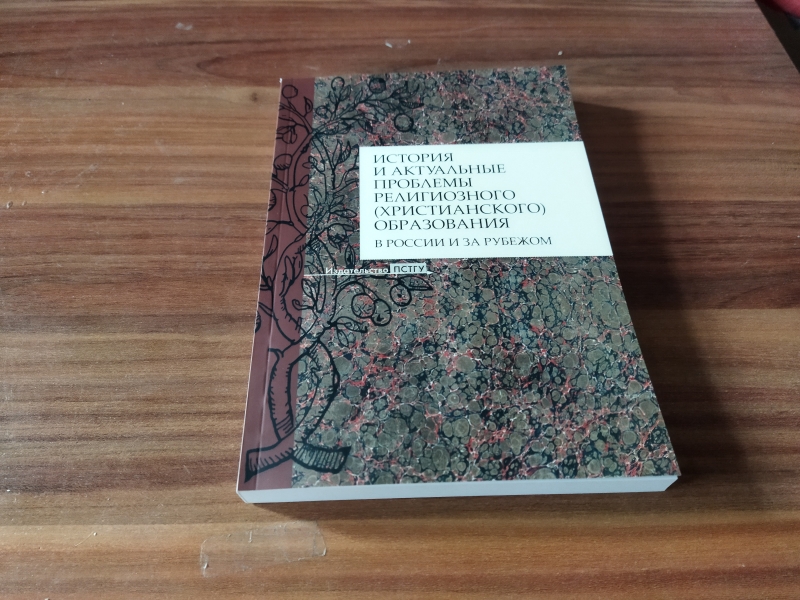 ИСТОРИЯ
И АКТУАЛЬНЫЕ
ПРОБЛЕМЫ
РЕЛИГИОЗНОГО
(ХРИСТИАНСКОГО)
ОБРАЗОВАНИЯ
В РОССИИ И ЗА РУБЕЖОМ
Издательство ПСТГУ